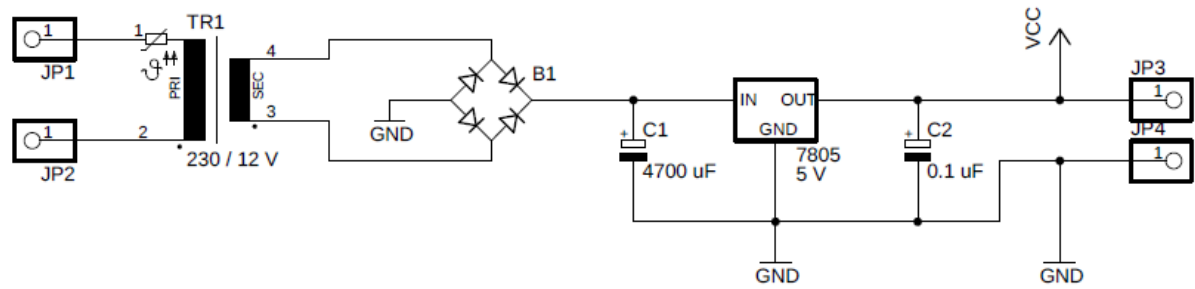 TR1
1
1
JP1
ϑ
PRI
4
SEC
3
1
2
JP2
230 / 12 V
B1
GND
IN OUT
GND
7805
5 V
+
C1
4700 uF
+
C2
0.1 uF
VCC
JP3
1
JP4
1
GND
GND